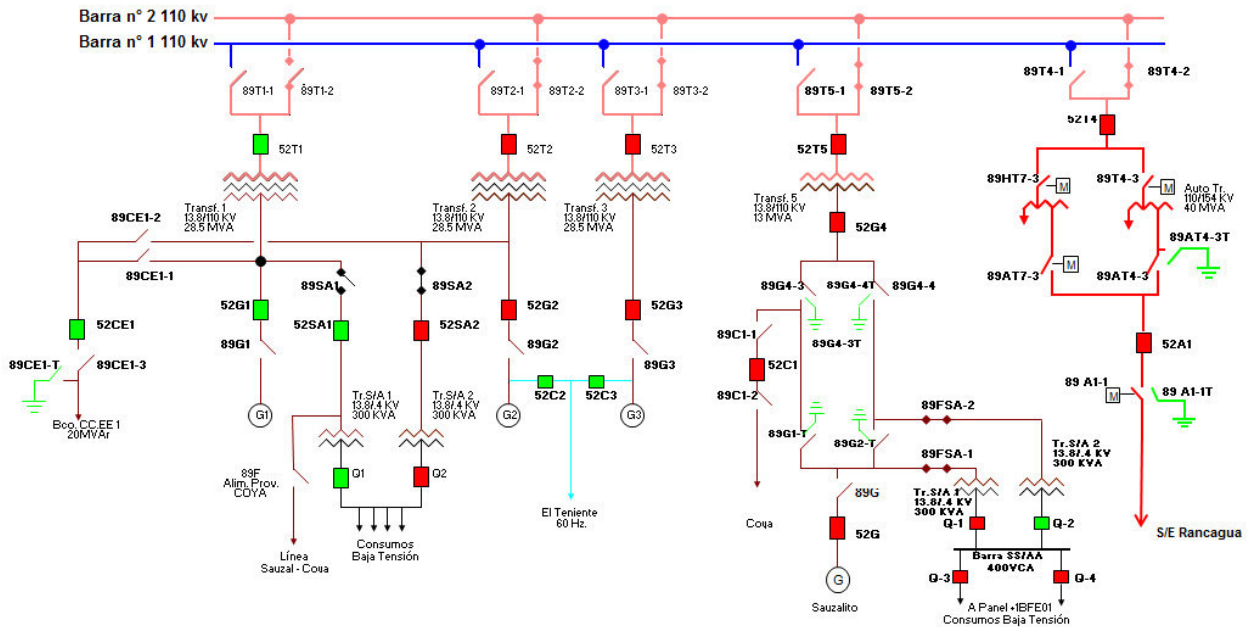 Barra n° 2 110 kv
Barra n° 1 110 kv
89T1-1
89T1-2
89T2-1
89T2-2
89T3-1
89T3-2
89T5-1
89T5-2
89T4-1
89T4-2
52T1
52T2
52T3
52T5
52T4
89HT7-3
M
89T4-3
M
Auto Tr.
110/154 KV
40 MVA
Transf. 1
13.8/110 KV
28.5 MVA
Transf. 2
13.8/110 KV
28.5 MVA
Transf. 3
13.8/110 KV
28.5 MVA
Transf. 5
13.8/110 KV
13 MVA
89CE1-2
89CE1-1
52G4
89AT4-3T
89AT7-3
M
89AT4-3
89SA1
89SA2
89G4-3
89G4-4T
89G4-4
52G1
52SA1
52SA2
52G2
52G3
52CE1
89G4-3T
89C1-1
52C1
89C1-2
52A1
89G1
89G2
89G3
89CE1-T
89CE1-3
89 A1-1
M
89 A1-1T
Tr.S/A 1
13.8/.4 KV
300 KVA
Tr.S/A 2
13.8/.4 KV
300 KVA
52C2
52C3
G1
G2
G3
Bco. CC.EE 1
20MVAr
89FSA-2
89G1-T
89G2-T
89FSA-1
Tr.S/A 2
13.8/.4 KV
300 KVA
89F
Alim. Prov.
COYA
Q1
Q2
89G
Tr.S/A 1
13.8/.4 KV
300 KVA
El Teniente
60 Hz.
Coya
52G
Q-1
Q-2
S/E Rancagua
Línea
Sauzal - Coya
Consumos
Baja Tensión
Barra SS/AA
400VCA
Q-3
Q-4
G
Sauzalito
A Panel +1BFE01
Consumos Baja Tensión